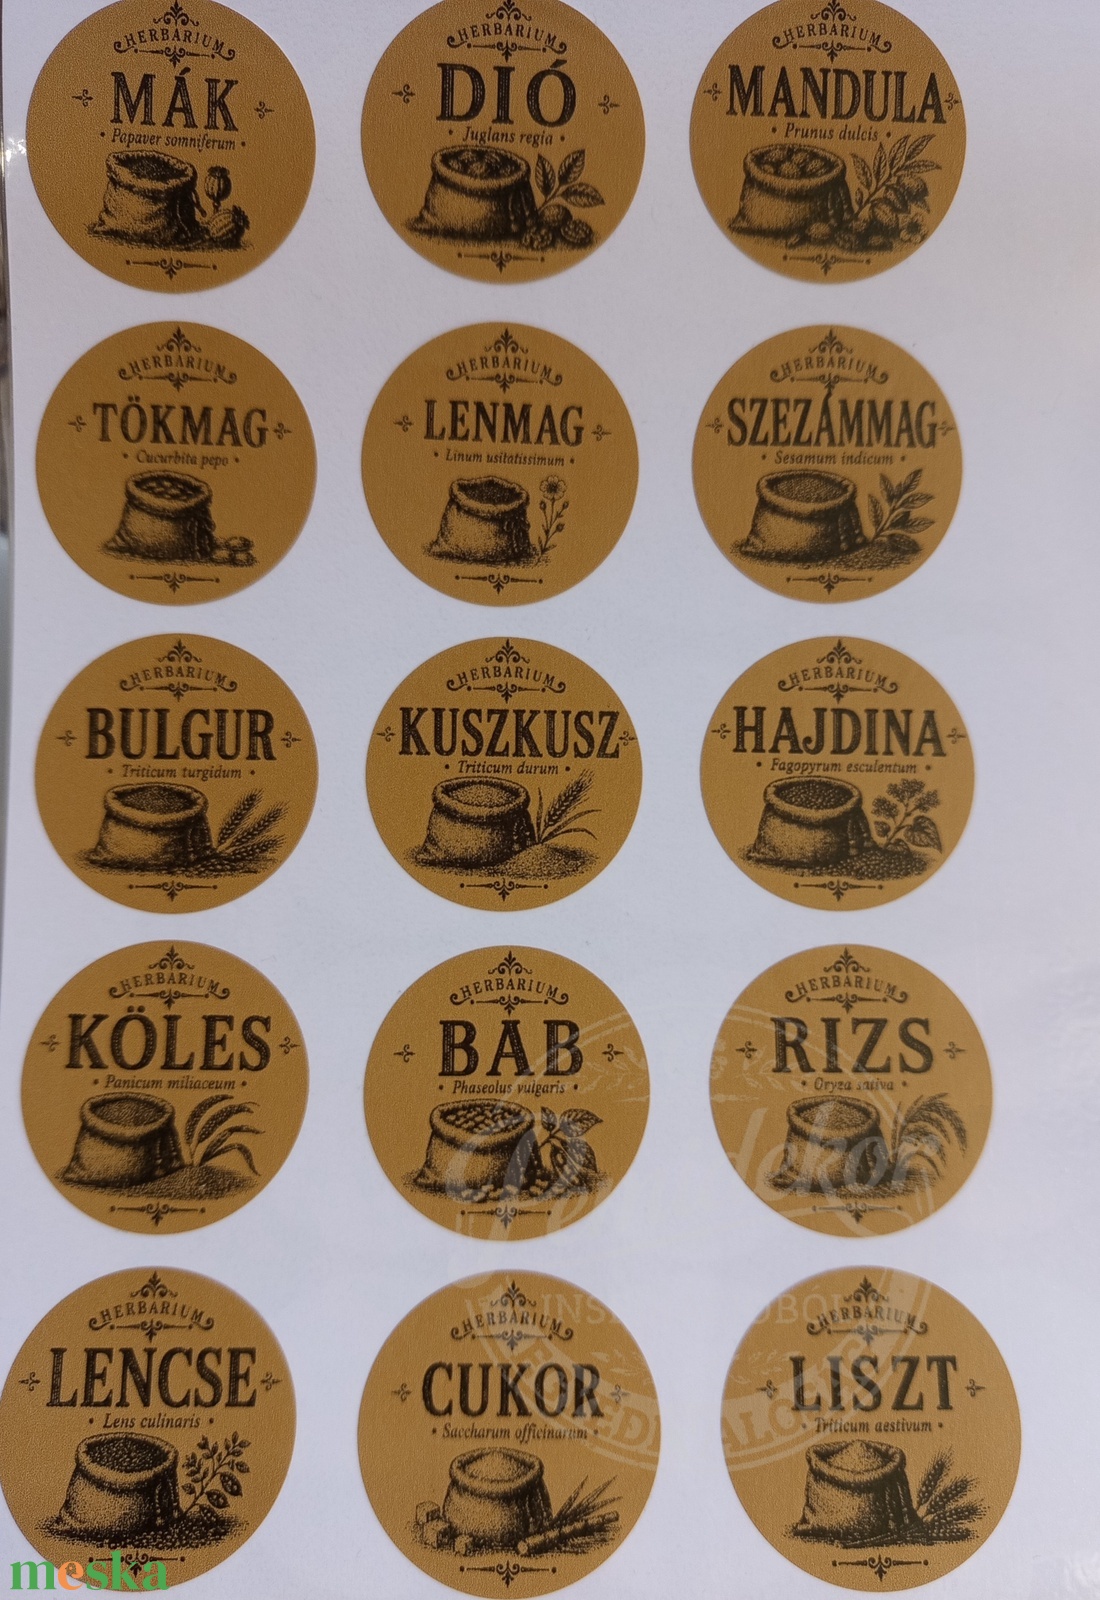 HERBARIUM
MÁK
• Papaver somniferum •
HERBARIUM
DIÓ
• Juglans regia •
HERBARIUM
MANDULA
• Prunus dulcis •
HERBARIUM
TÖKMAG
• Cucurbita pepo •
HERBARIUM
LENMAG
• Linum usitatissimum •
HERBARIUM
SZEZÁMMAG
• Sesamum indicum •
HERBARIUM
BULGUR
• Triticum turgidum •
HERBARIUM
KUSZKUSZ
• Triticum durum •
HERBARIUM
HAJDINA
• Fagopyrum esculentum •
HERBARIUM
KÖLES
• Panicum miliaceum •
HERBARIUM
BAB
• Phaseolus vulgaris •
HERBARIUM
RIZS
• Oryza sativa •
HERBARIUM
LENCSE
• Lens culinaris •
HERBARIUM
CUKOR
• Saccharum officinarum •
HERBARIUM
LISZT
• Triticum aestivum •
meska